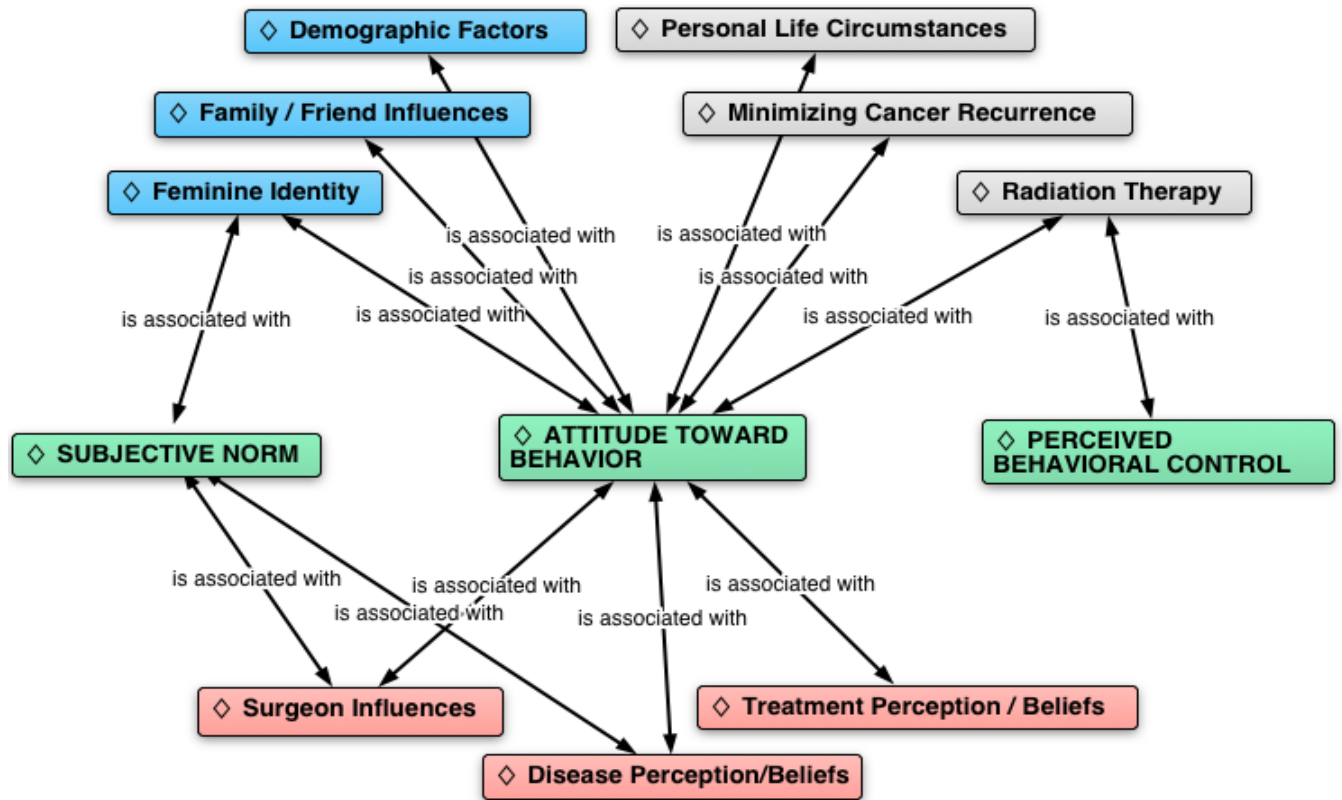 ◇ Demographic Factors
◇ Personal Life Circumstances
◇ Family / Friend Influences
◇ Minimizing Cancer Recurrence
◇ Feminine Identity
◇ Radiation Therapy
is associated with
is associated with
is associated with
is associated with
is associated with
is associated with
is associated with
is associated with
◇ SUBJECTIVE NORM
◇ ATTITUDE TOWARD
BEHAVIOR
◇ PERCEIVED
BEHAVIORAL CONTROL
is associated with
is associated with
is associated with
is associated with
is associated with
◇ Surgeon Influences
◇ Treatment Perception / Beliefs
◇ Disease Perception/Beliefs